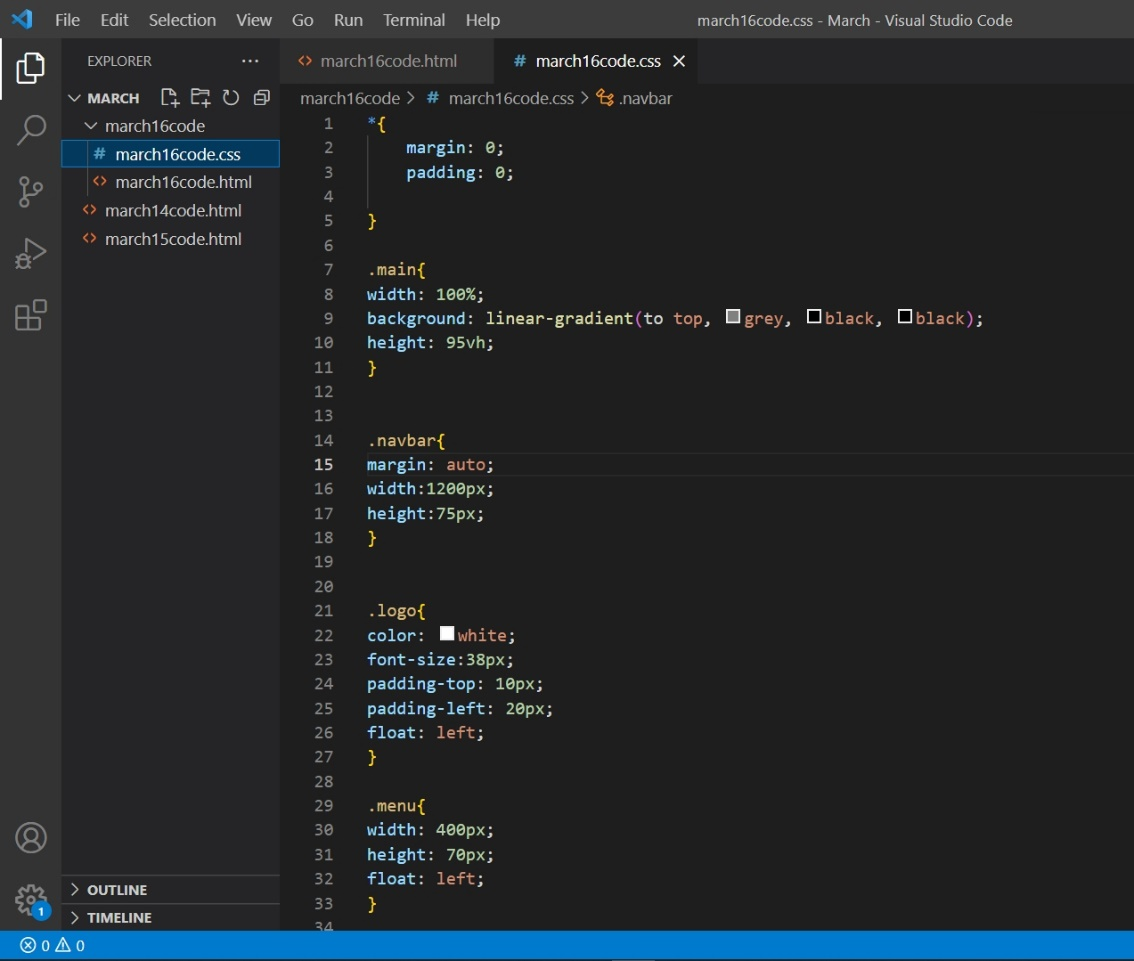 File Edit Selection View Go Run Terminal Help march16code.css - March - Visual Studio Code
EXPLORER ...
MARCH
march16code
# march16code.css
<> march16code.html
<> march14code.html
<> march15code.html
OUTLINE
TIMELINE
<> march16code.html # march16code.css
march16code > # march16code.css > .navbar
1 *{
2 margin: 0;
3 padding: 0;
4
5 }
6
7 .main{
8 width: 100%;
9 background: linear-gradient(to top, grey, black, black);
10 height: 95vh;
11 }
12
13
14 .navbar{
15 margin: auto;
16 width:1200px;
17 height:75px;
18 }
19
20
21 .logo{
22 color: white;
23 font-size:38px;
24 padding-top: 10px;
25 padding-left: 20px;
26 float: left;
27 }
28
29 .menu{
30 width: 400px;
31 height: 70px;
32 float: left;
33 }
34
1
0 0